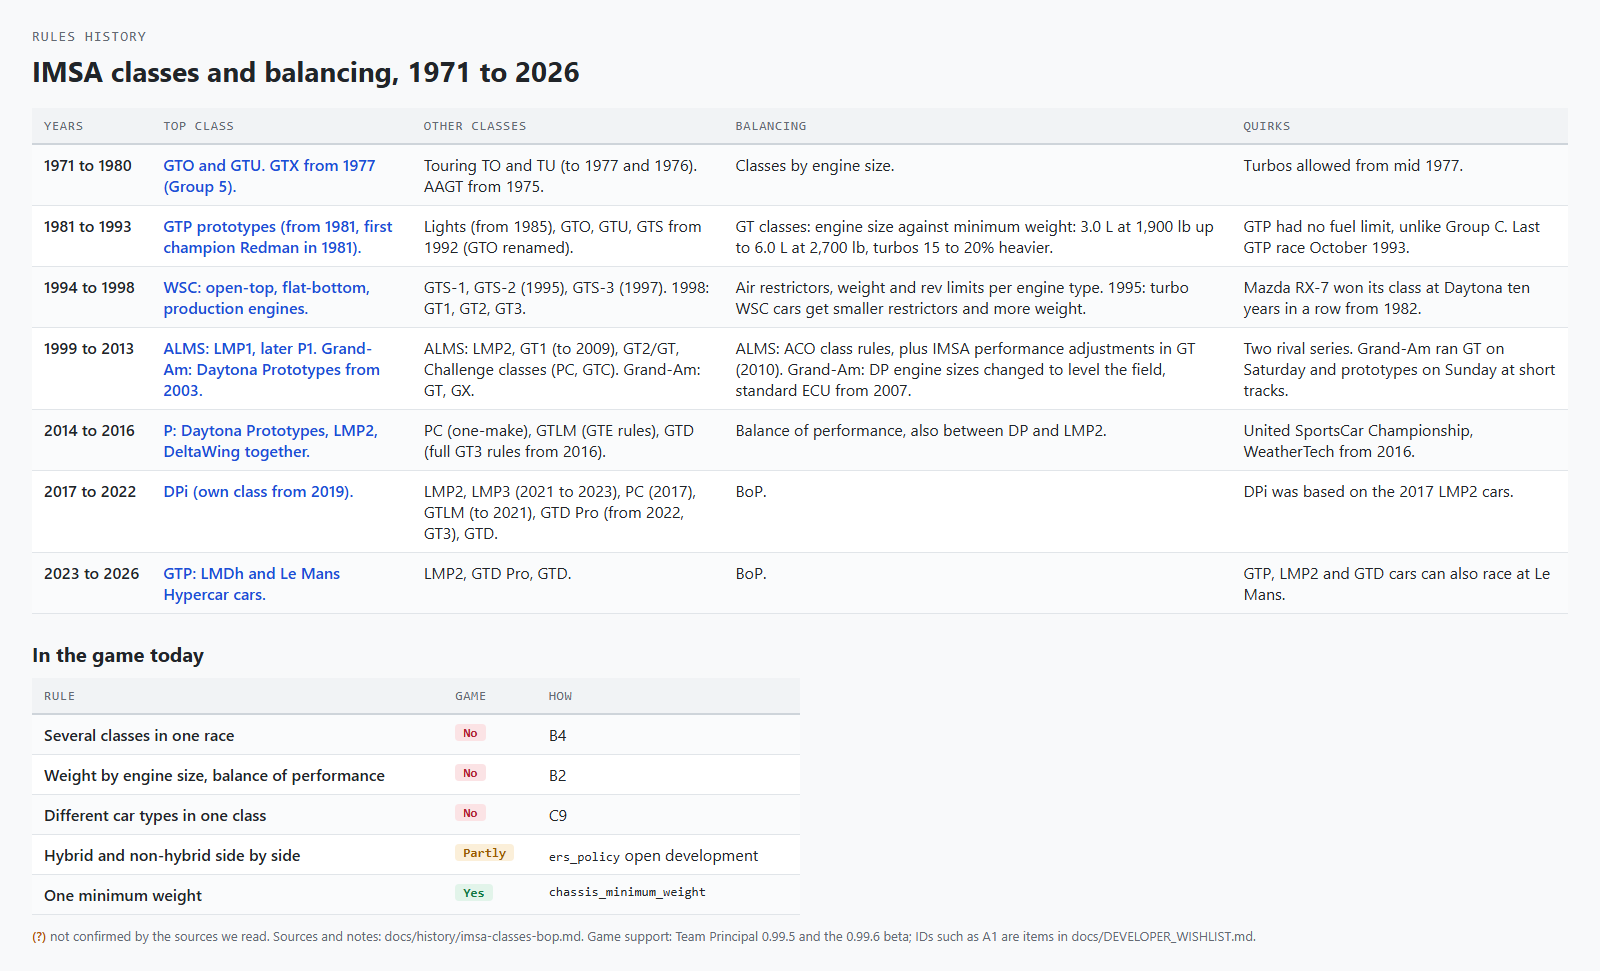 RULES HISTORY
IMSA classes and balancing, 1971 to 2026
YEARS TOP CLASS OTHER CLASSES BALANCING QUIRKS
1971 to 1980 GTO and GTU. GTX from 1977 Touring TO and TU (to 1977 and 1976). Classes by engine size. Turbos allowed from mid 1977.
(Group 5). AAGT from 1975.
1981 to 1993 GTP prototypes (from 1981, first Lights (from 1985), GTO, GTU, GTS from GT classes: engine size against minimum weight: 3.0 L at 1,900 lb up GTP had no fuel limit, unlike Group C. Last
champion Redman in 1981). 1992 (GTO renamed). to 6.0 L at 2,700 lb, turbos 15 to 20% heavier. GTP race October 1993.
1994 to 1998 WSC: open-top, flat-bottom, GTS-1, GTS-2 (1995), GTS-3 (1997). 1998: Air restrictors, weight and rev limits per engine type. 1995: turbo Mazda RX-7 won its class at Daytona ten
production engines. GT1, GT2, GT3. WSC cars get smaller restrictors and more weight. years in a row from 1982.
1999 to 2013 ALMS: LMP1, later P1. Grand- ALMS: LMP2, GT1 (to 2009), GT2/GT, ALMS: ACO class rules, plus IMSA performance adjustments in GT Two rival series. Grand-Am ran GT on
Am: Daytona Prototypes from Challenge classes (PC, GTC). Grand-Am: (2010). Grand-Am: DP engine sizes changed to level the field, Saturday and prototypes on Sunday at short
2003. GT, GX. standard ECU from 2007. tracks.
2014 to 2016 P: Daytona Prototypes, LMP2, PC (one-make), GTLM (GTE rules), GTD Balance of performance, also between DP and LMP2. United SportsCar Championship,
DeltaWing together. (full GT3 rules from 2016). WeatherTech from 2016.
2017 to 2022 DPi (own class from 2019). LMP2, LMP3 (2021 to 2023), PC (2017), BoP. DPi was based on the 2017 LMP2 cars.
GTLM (to 2021), GTD Pro (from 2022,
GT3), GTD.
2023 to 2026 GTP: LMDh and Le Mans LMP2, GTD Pro, GTD. BoP. GTP, LMP2 and GTD cars can also race at Le
Hypercar cars. Mans.
In the game today
RULE GAME HOW
Several classes in one race No B4
Weight by engine size, balance of performance No B2
Different car types in one class No C9
Hybrid and non-hybrid side by side Partly ers_policy open development
One minimum weight Yes chassis_minimum_weight
(?) not confirmed by the sources we read. Sources and notes: docs/history/imsa-classes-bop.md. Game support: Team Principal 0.99.5 and the 0.99.6 beta; IDs such as A1 are items in docs/DEVELOPER_WISHLIST.md.